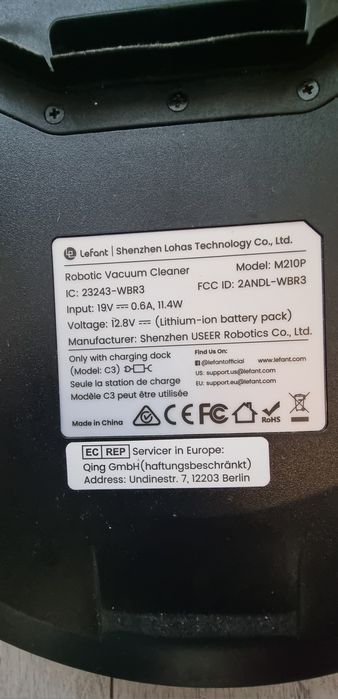 Lefant | Shenzhen Lohas Technology Co., Ltd.
Robotic Vacuum Cleaner Model: M210P
IC: 23243-WBR3 FCC ID: 2ANDL-WBR3
Input: 19V 0.6A, 11.4W
Voltage: 12.8V (Lithium-ion battery pack)
Manufacturer: Shenzhen USEER Robotics Co., Ltd.
Only with charging dock
(Model: C3)
Seule la station de charge
Modèle C3 peut être utilisée
Find Us On:
@lefantofficial www.lefant.com
US: support.us@lefant.com
EU: support.eu@lefant.com
Made in China CE FC RoHS
EC REP Servicer in Europe:
Qing GmbH(haftungsbeschränkt)
Address: Undinestr. 7, 12203 Berlin